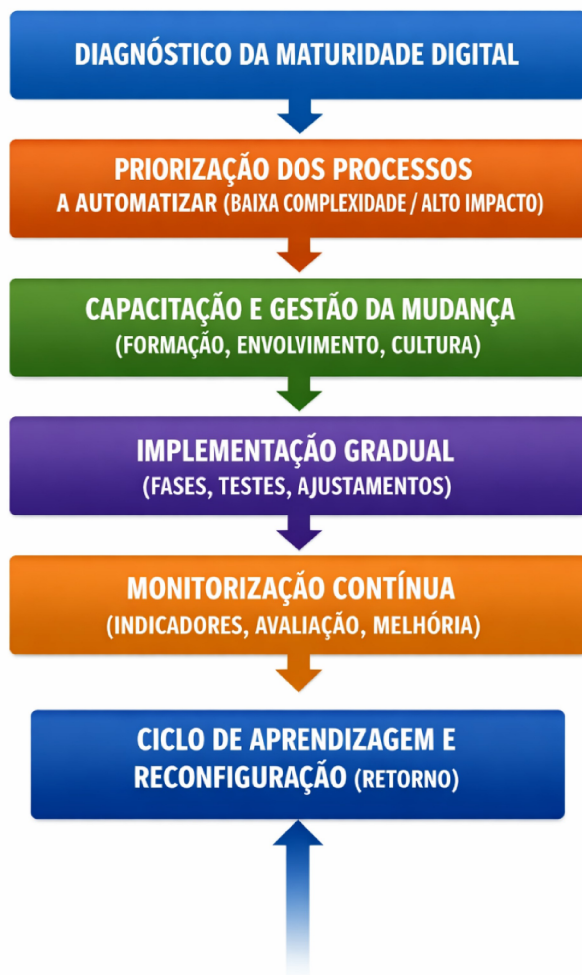 DIAGNÓSTICO DA MATURIDADE DIGITAL
PRIORIZAÇÃO DOS PROCESSOS
A AUTOMATIZAR (BAIXA COMPLEXIDADE / ALTO IMPACTO)
CAPACITAÇÃO E GESTÃO DA MUDANÇA
(FORMAÇÃO, ENVOLVIMENTO, CULTURA)
IMPLEMENTAÇÃO GRADUAL
(FASES, TESTES, AJUSTAMENTOS)
MONITORIZAÇÃO CONTÍNUA
(INDICADORES, AVALIAÇÃO, MELHÓRIA)
CICLO DE APRENDIZAGEM E
RECONFIGURAÇÃO (RETORNO)